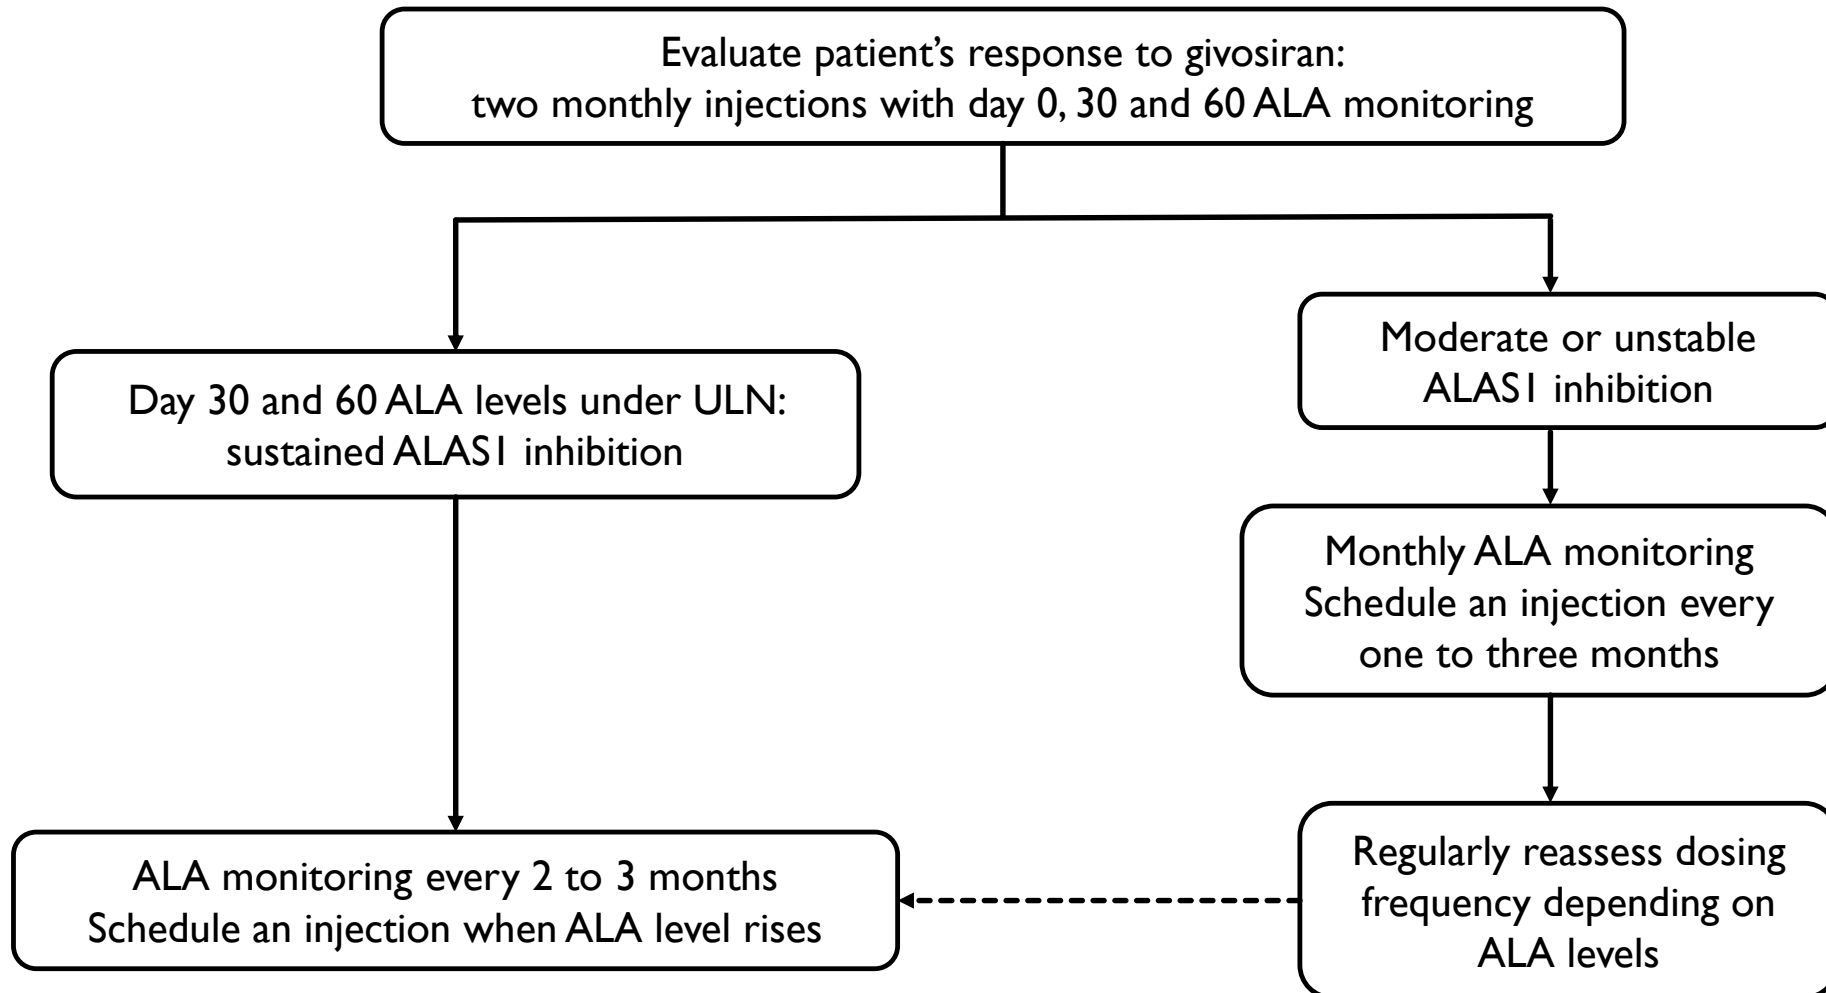 Evaluate patient's response to givosiran:
two monthly injections with day 0, 30 and 60 ALA monitoring
Day 30 and 60 ALA levels under ULN:
sustained ALAS1 inhibition
Moderate or unstable
ALAS1 inhibition
Monthly ALA monitoring
Schedule an injection every
one to three months
ALA monitoring every 2 to 3 months
Schedule an injection when ALA level rises
Regularly reassess dosing
frequency depending on
ALA levels